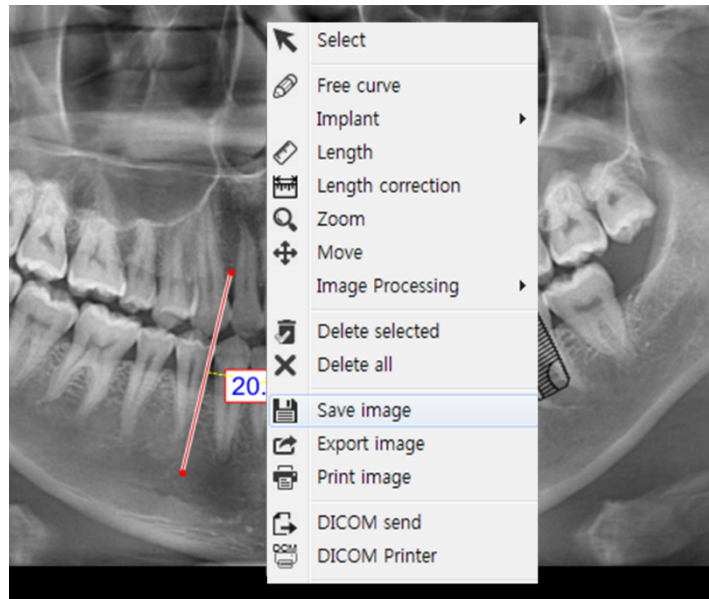 Select
Free curve
Implant
Length
Length correction
Zoom
Move
Image Processing
Delete selected
Delete all
20.
Save image
Export image
Print image
DICOM send
DICOM Printer